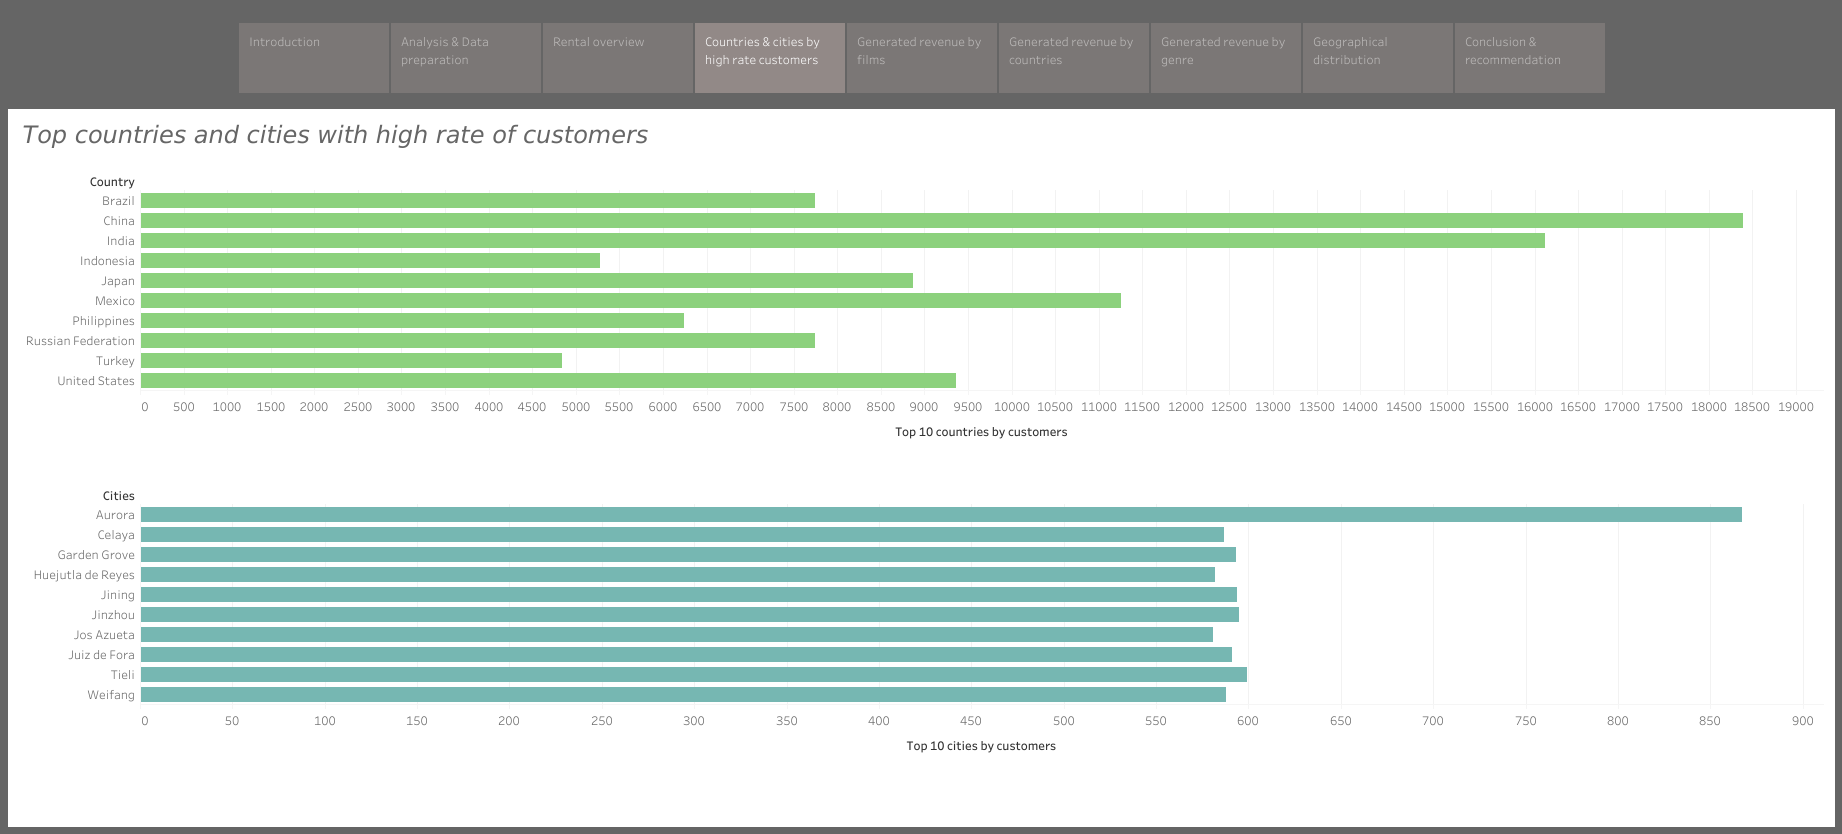 Introduction
Analysis & Data
preparation
Rental overview
Countries & cities by
high rate customers
Generated revenue by
films
Generated revenue by
countries
Generated revenue by
genre
Geographical
distribution
Conclusion &
recommendation
Top countries and cities with high rate of customers
Country
Brazil
China
India
Indonesia
Japan
Mexico
Philippines
Russian Federation
Turkey
United States
0 500 1000 1500 2000 2500 3000 3500 4000 4500 5000 5500 6000 6500 7000 7500 8000 8500 9000 9500 10000 10500 11000 11500 12000 12500 13000 13500 14000 14500 15000 15500 16000 16500 17000 17500 18000 18500 19000
Top 10 countries by customers
Cities
Aurora
Celaya
Garden Grove
Huejutla de Reyes
Jining
Jinzhou
Jos Azueta
Juiz de Fora
Tieli
Weifang
0 50 100 150 200 250 300 350 400 450 500 550 600 650 700 750 800 850 900
Top 10 cities by customers